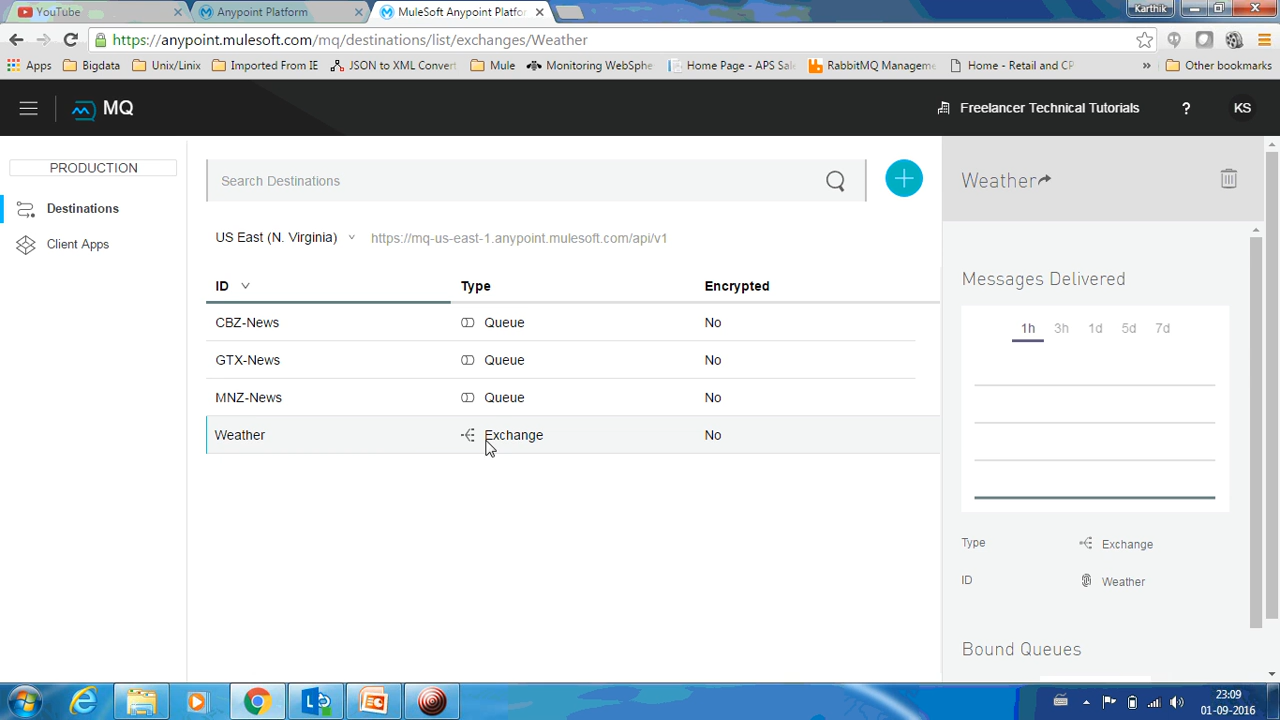 YouTube
Anypoint Platform
MuleSoft Anypoint Platfor
Karthik
https://anypoint.mulesoft.com/mq/destinations/list/exchanges/Weather
Apps
Bigdata
Unix/Linix
Imported From IE
JSON to XML Convert
Mule
Monitoring WebSphe
Home Page - APS Sale
RabbitMQ Manageme
Home - Retail and CP
»
Other bookmarks
MQ
Freelancer Technical Tutorials
?
KS
PRODUCTION
Destinations
Client Apps
Search Destinations
US East (N. Virginia)
https://mq-us-east-1.anypoint.mulesoft.com/api/v1
ID Type Encrypted
CBZ-News Queue No
GTX-News Queue No
MNZ-News Queue No
Weather Exchange No
Weather
Messages Delivered
1h 3h 1d 5d 7d
Type Exchange
ID Weather
Bound Queues
23:09
01-09-2016